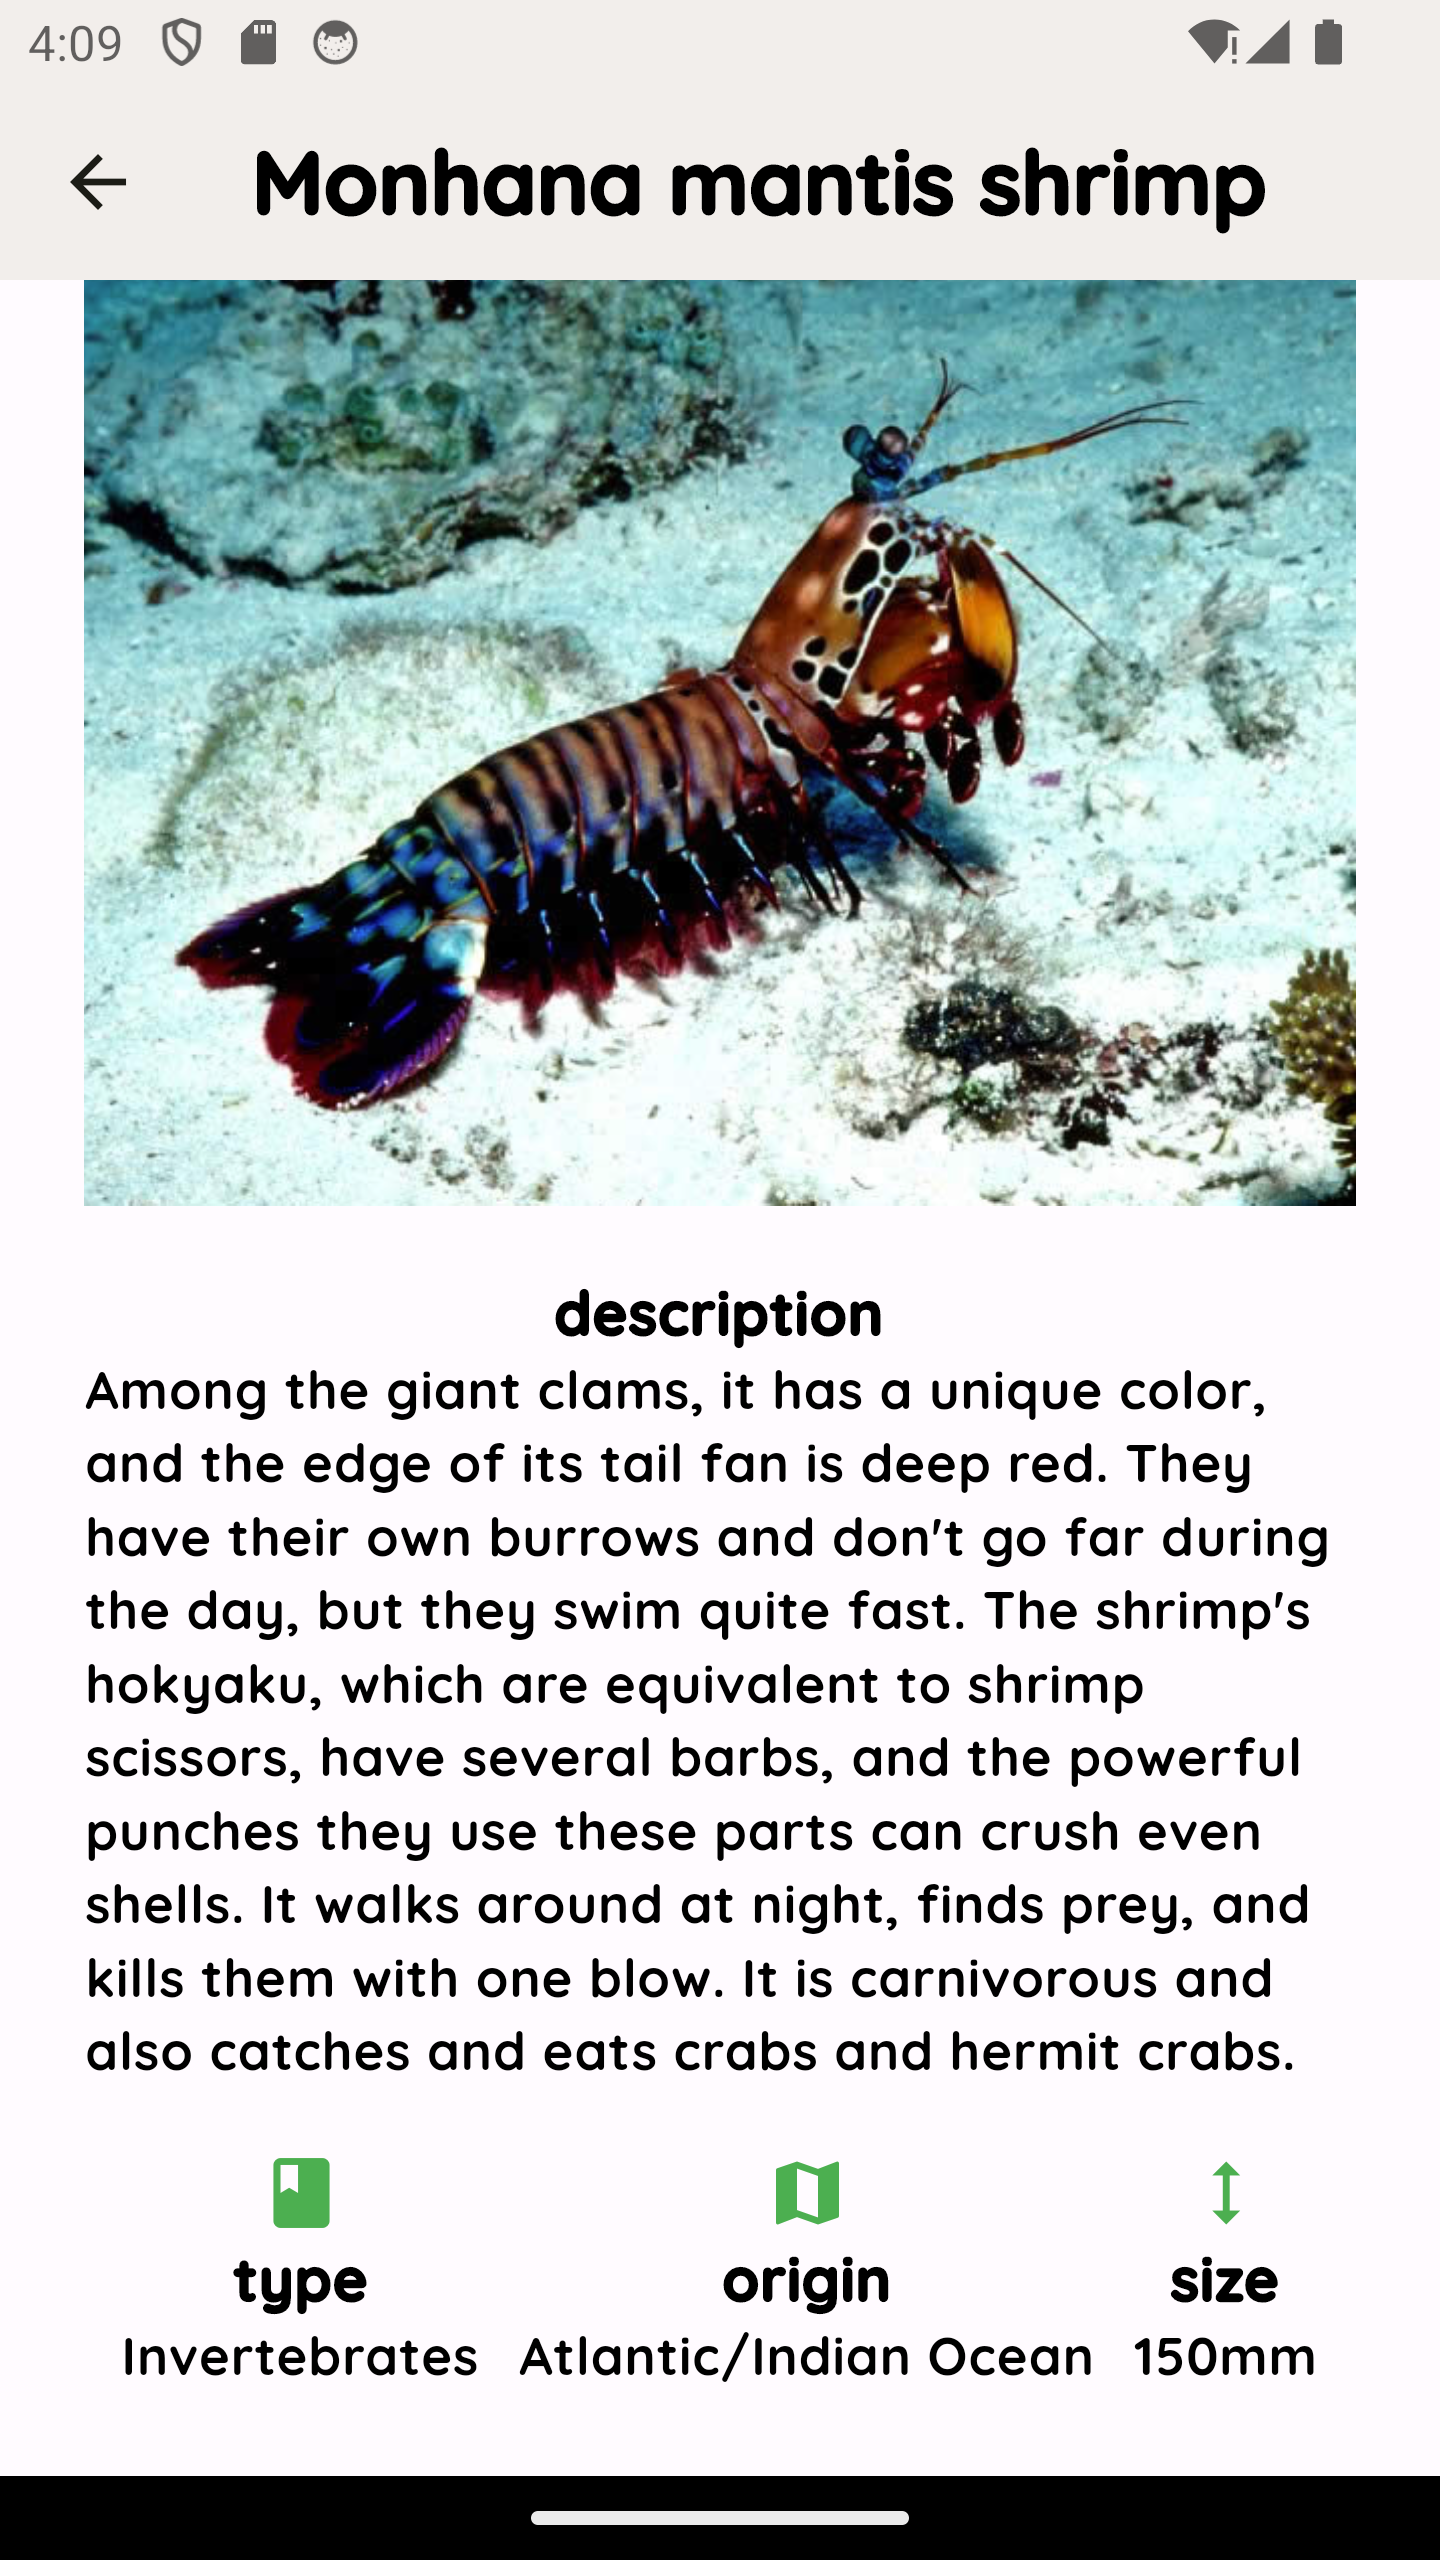 4:09
Monhana mantis shrimp
description
Among the giant clams, it has a unique color,
and the edge of its tail fan is deep red. They
have their own burrows and don't go far during
the day, but they swim quite fast. The shrimp's
hokyaku, which are equivalent to shrimp
scissors, have several barbs, and the powerful
punches they use these parts can crush even
shells. It walks around at night, finds prey, and
kills them with one blow. It is carnivorous and
also catches and eats crabs and hermit crabs.
type origin size
Invertebrates Atlantic/Indian Ocean 150mm